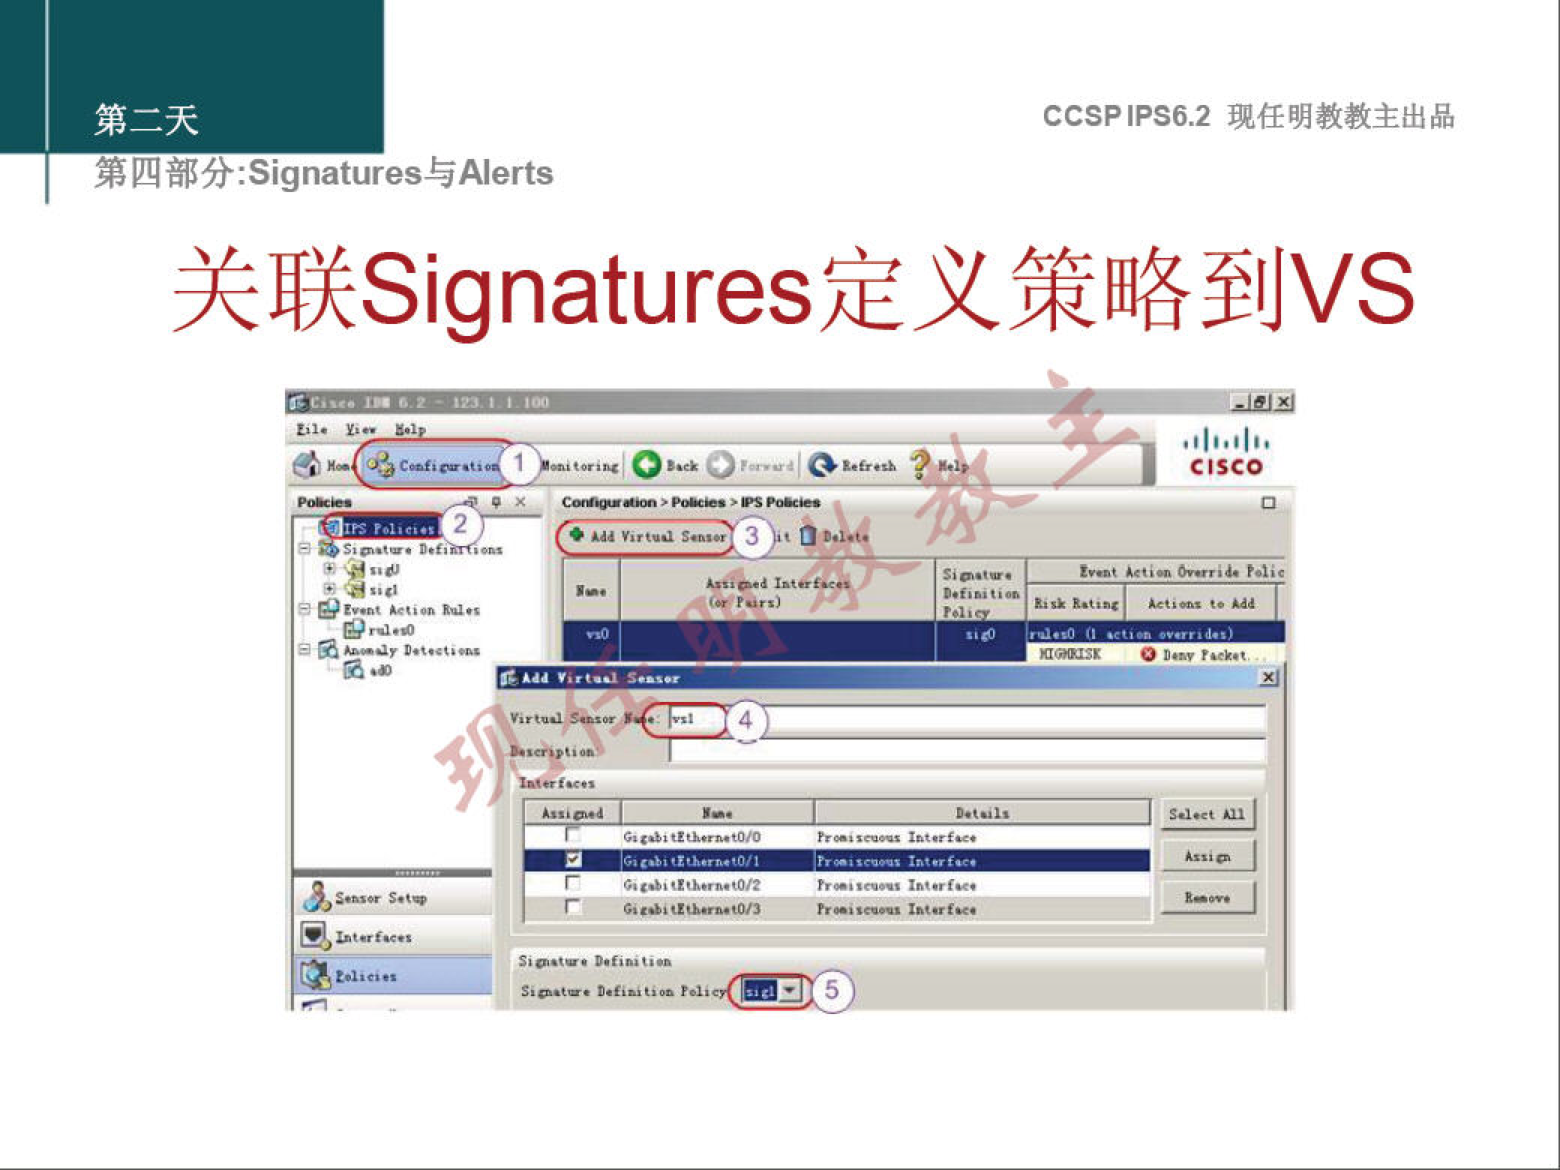 第二天
CCSP IPS6.2 现任明教教主出品
第四部分:Signatures与Alerts
关联Signatures定义策略到VS
Cisco IDM 6.2 - 123.1.1.100
File View Help
Configuration 1 Monitoring Back Forward Refresh Help
CISCO
Policies
Configuration > Policies > IPS Policies
IPS Policies 2
Add Virtual Sensor 3 Delete
Signature Definitions
sig0
sig1
Event Action Rules
rules0
Anomaly Detections
ad0
Name
Assigned Interfaces
(or Pairs)
Signature
Definition
Policy
Event Action Override Polic
Risk Rating Actions to Add
vs0 sig0 rules0 (1 action overrides)
HIGHRISK Deny Packet...
Add Virtual Sensor
Virtual Sensor Name: vs1 4
Description:
Interfaces
Assigned Name Details
GigabitEthernet0/0 Promiscuous Interface
GigabitEthernet0/1 Promiscuous Interface
GigabitEthernet0/2 Promiscuous Interface
GigabitEthernet0/3 Promiscuous Interface
Select All
Assign
Remove
Signature Definition
Signature Definition Policy sig1 5
Sensor Setup
Interfaces
Policies
现任明教教主